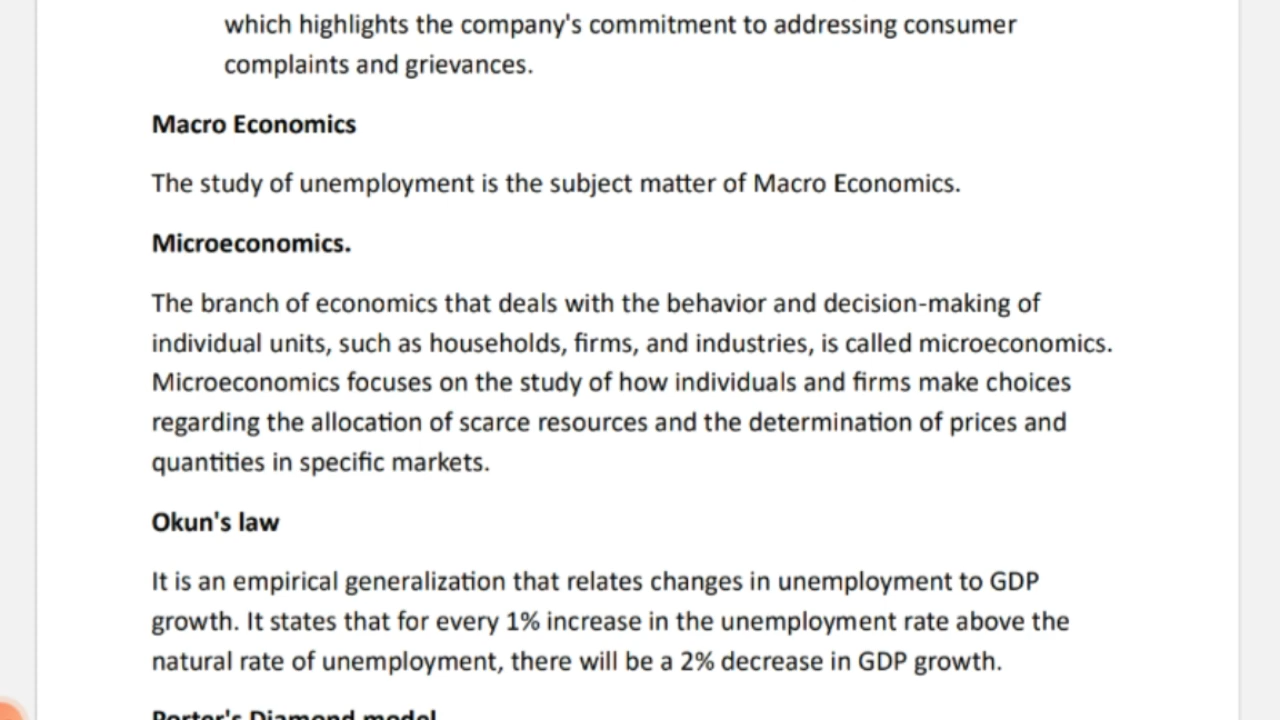 which highlights the company's commitment to addressing consumer
complaints and grievances.
Macro Economics
The study of unemployment is the subject matter of Macro Economics.
Microeconomics.
The branch of economics that deals with the behavior and decision-making of
individual units, such as households, firms, and industries, is called microeconomics.
Microeconomics focuses on the study of how individuals and firms make choices
regarding the allocation of scarce resources and the determination of prices and
quantities in specific markets.
Okun's law
It is an empirical generalization that relates changes in unemployment to GDP
growth. It states that for every 1% increase in the unemployment rate above the
natural rate of unemployment, there will be a 2% decrease in GDP growth.
Porter's Diamond model